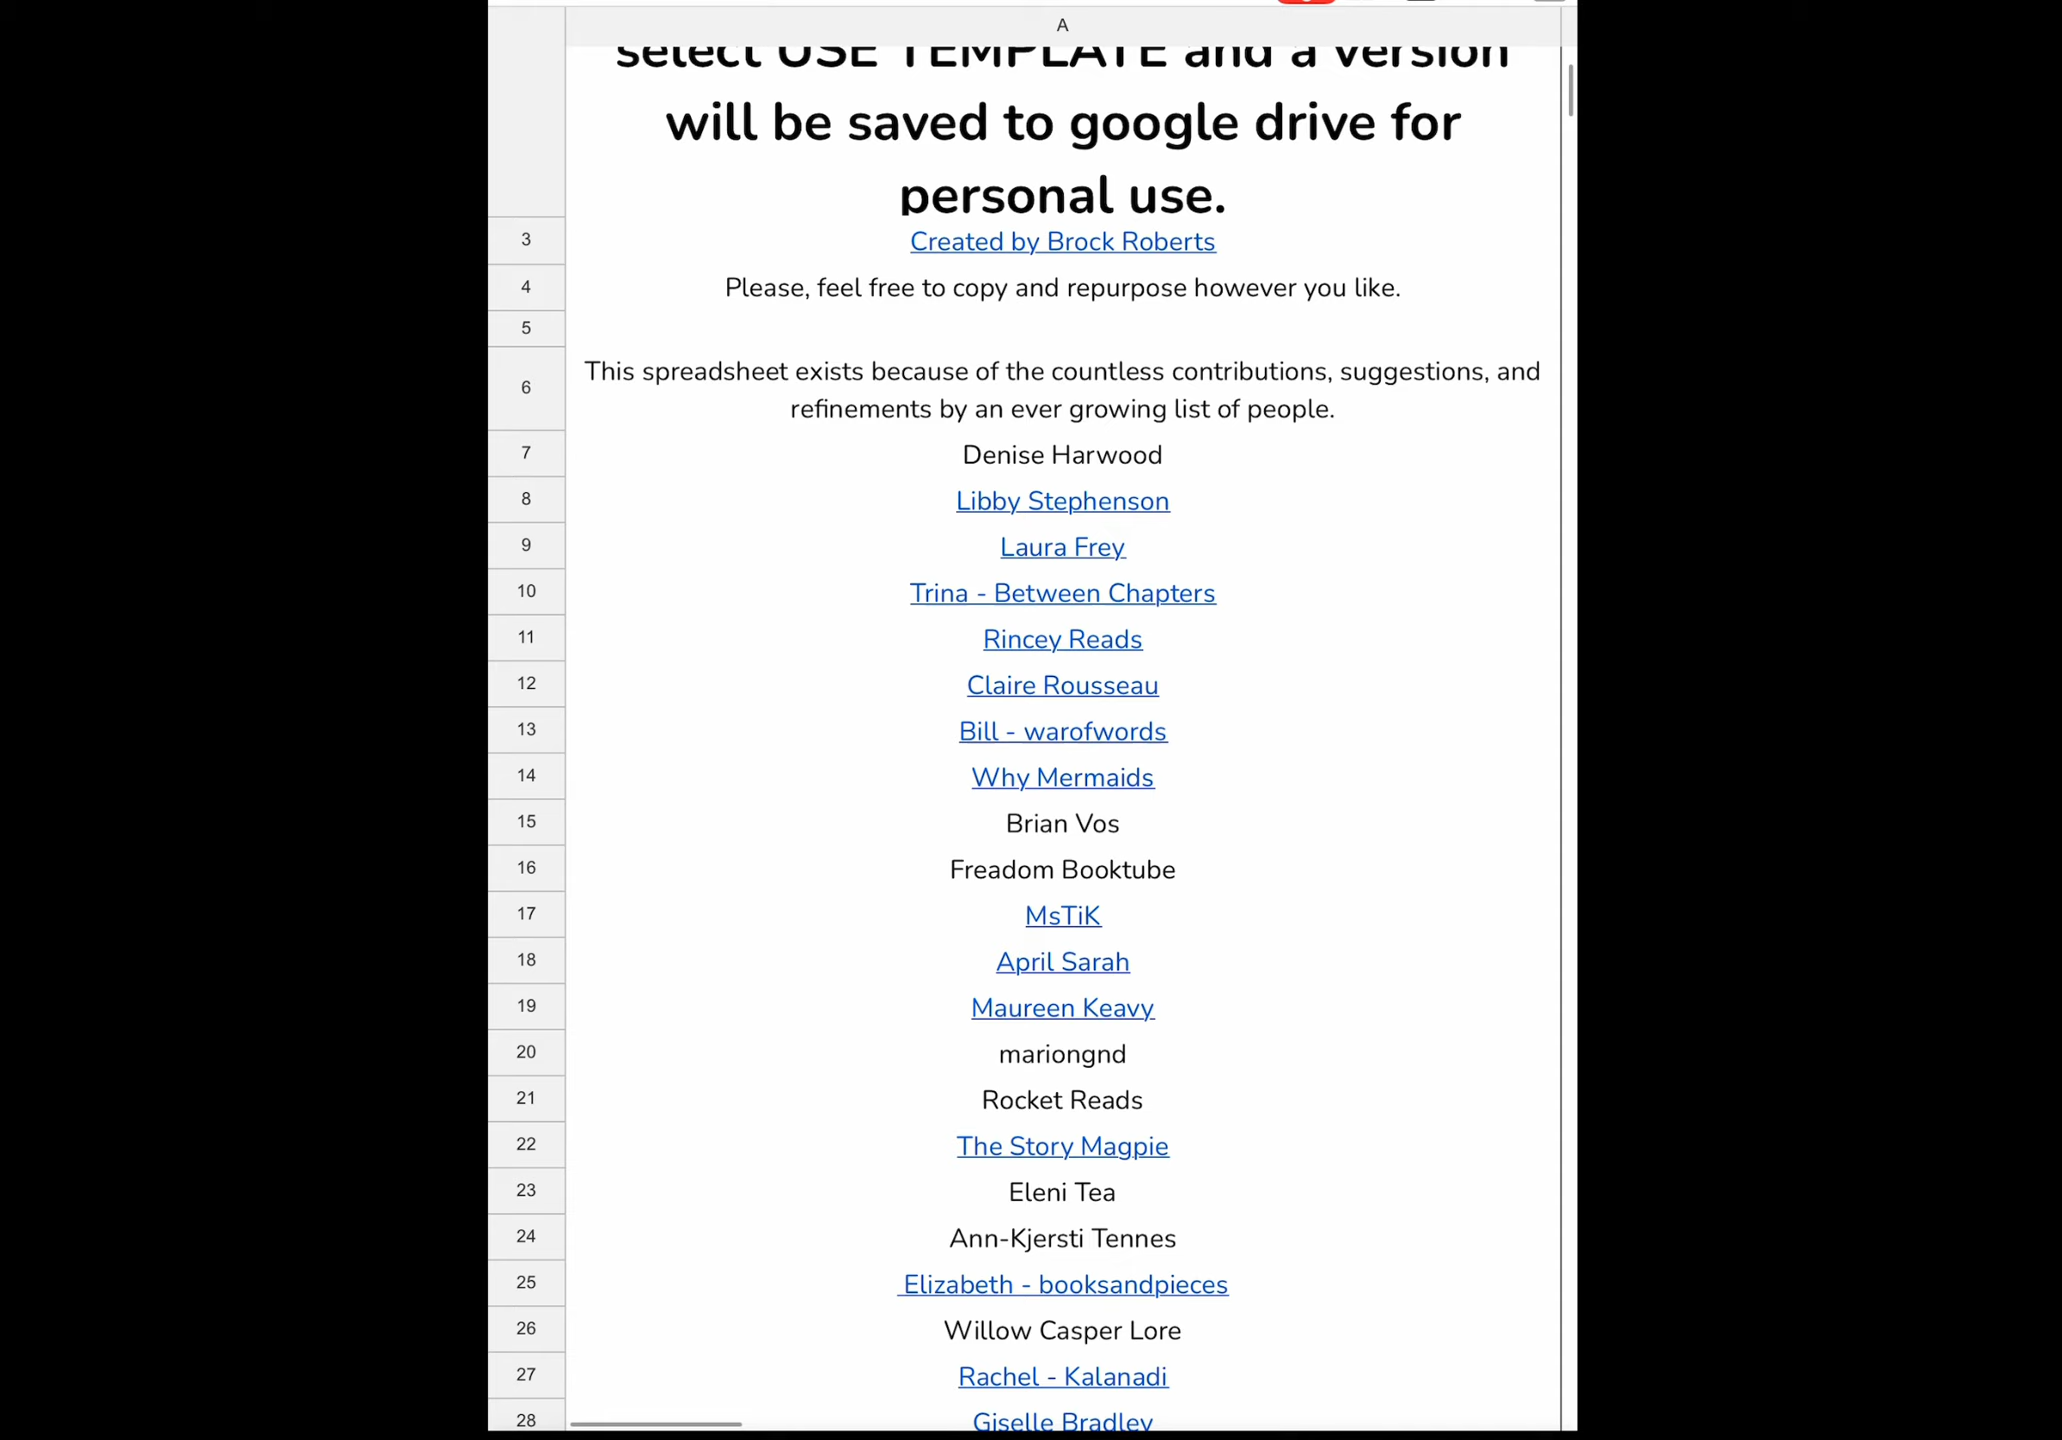 A
select USE TEMPLATE and a version
will be saved to google drive for
personal use.
3
Created by Brock Roberts
4
Please, feel free to copy and repurpose however you like.
5
6
This spreadsheet exists because of the countless contributions, suggestions, and
refinements by an ever growing list of people.
7
Denise Harwood
8
Libby Stephenson
9
Laura Frey
10
Trina - Between Chapters
11
Rincey Reads
12
Claire Rousseau
13
Bill - warofwords
14
Why Mermaids
15
Brian Vos
16
Freadom Booktube
17
MsTiK
18
April Sarah
19
Maureen Keavy
20
mariongnd
21
Rocket Reads
22
The Story Magpie
23
Eleni Tea
24
Ann-Kjersti Tennes
25
Elizabeth - booksandpieces
26
Willow Casper Lore
27
Rachel - Kalanadi
28
Giselle Bradley